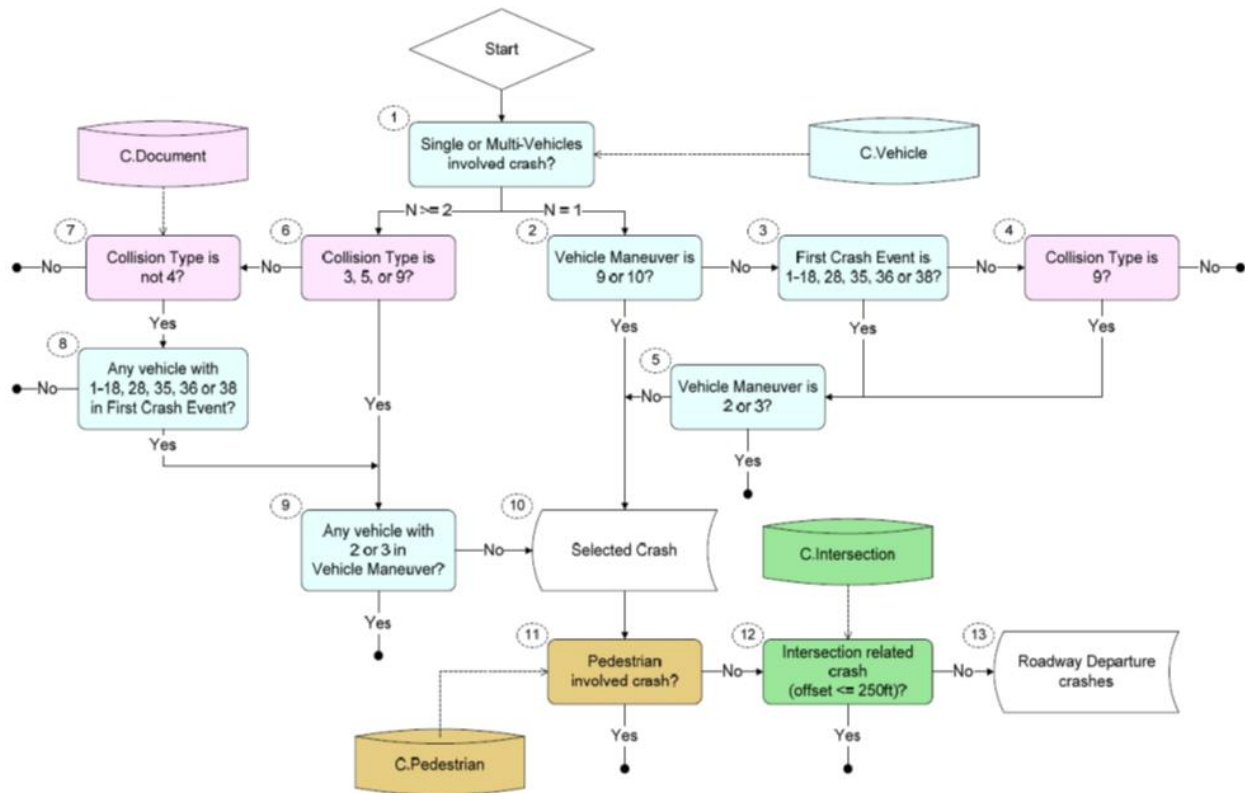 Start
1
Single or Multi-Vehicles
involved crash?
C.Document
C.Vehicle
N >= 2
N = 1
7
Collision Type is
not 4?
No
No
6
Collision Type is
3, 5, or 9?
2
Vehicle Maneuver is
9 or 10?
No
3
First Crash Event is
1-18, 28, 35, 36 or 38?
No
4
Collision Type is
9?
No
Yes
Yes
Yes
Yes
8
Any vehicle with
1-18, 28, 35, 36 or 38
in First Crash Event?
No
Yes
Yes
5
Vehicle Maneuver is
2 or 3?
No
Yes
9
Any vehicle with
2 or 3 in
Vehicle Maneuver?
No
Yes
10
Selected Crash
C.Intersection
11
Pedestrian
involved crash?
No
Yes
12
Intersection related
crash
(offset <= 250ft)?
No
Yes
13
Roadway Departure
crashes
C.Pedestrian